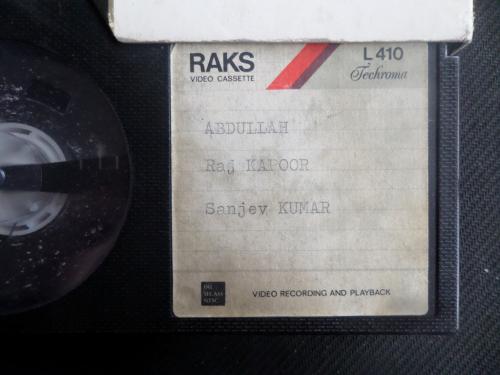 RAKS
VIDEO CASSETTE
L 410
Techroma
ABDULLAH
Raj KAPOOR
Sanjev KUMAR
VIDEO RECORDING AND PLAYBACK